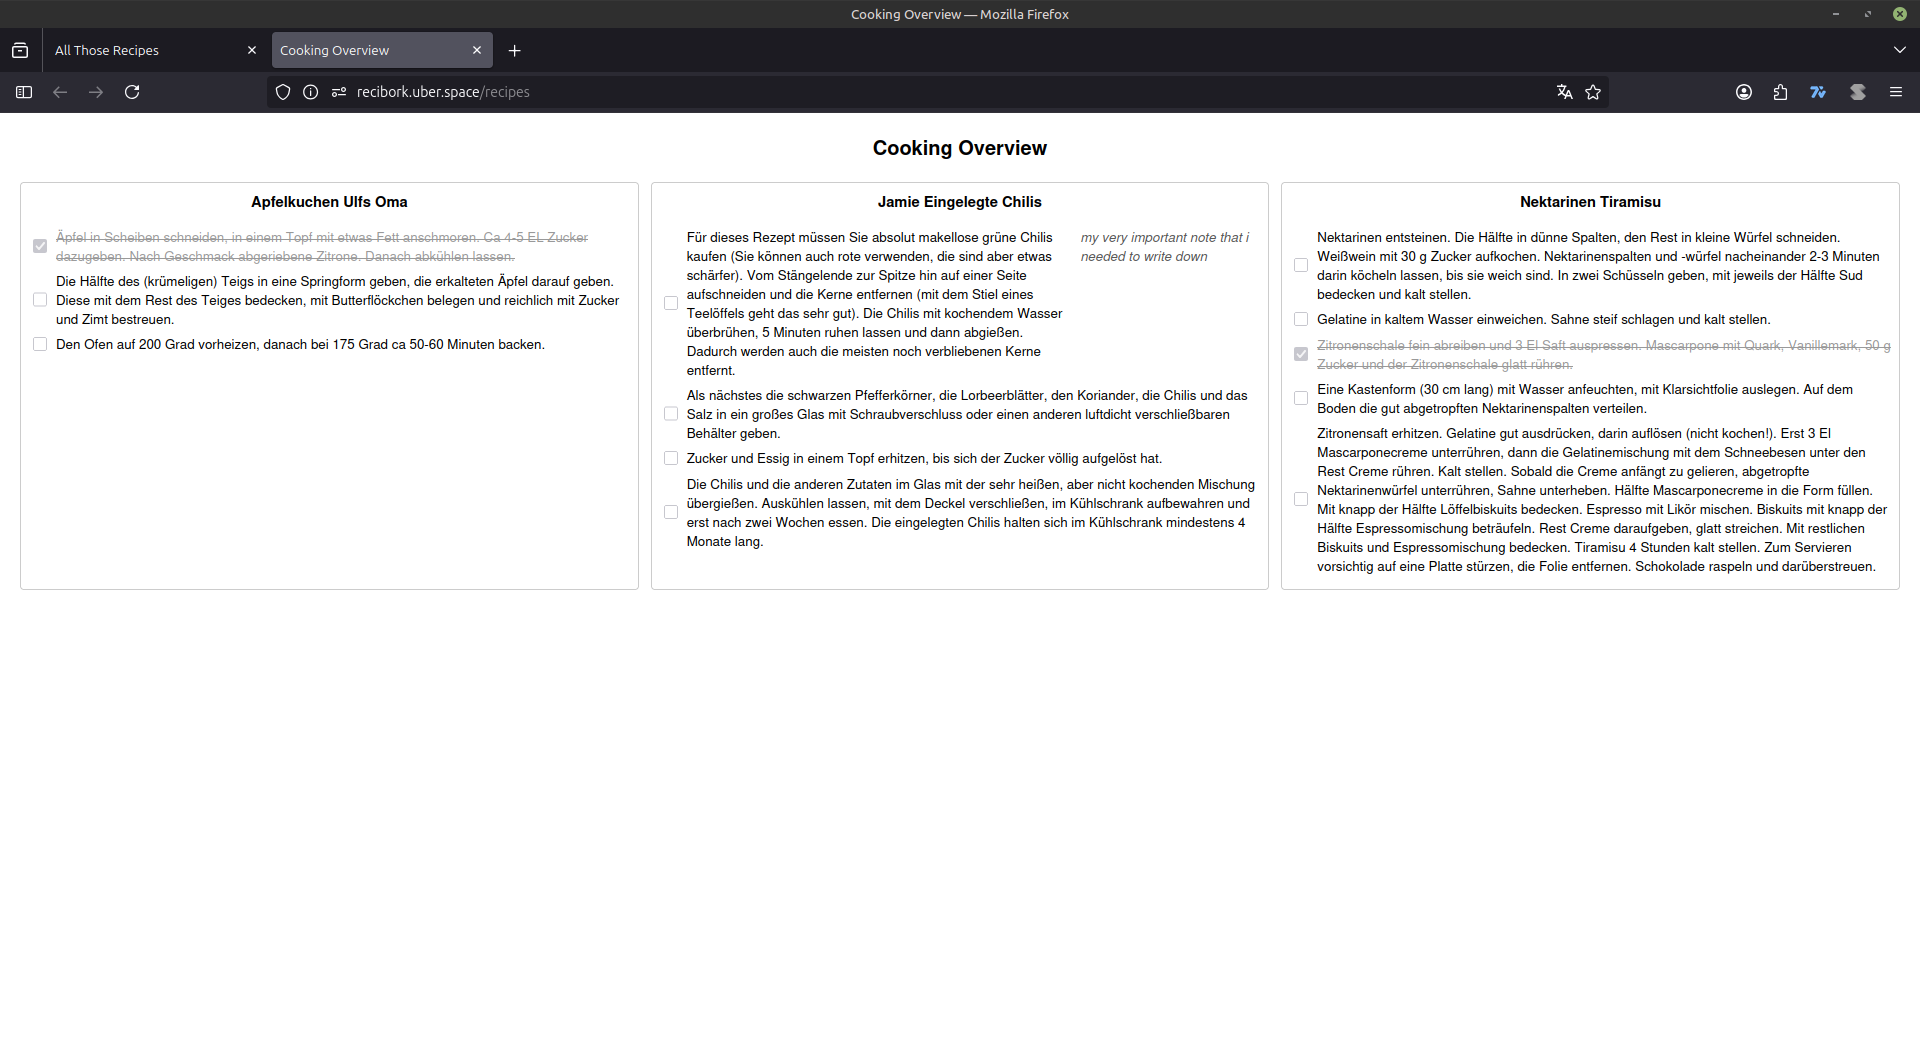 Cooking Overview — Mozilla Firefox
All Those Recipes
Cooking Overview
recibork.uber.space/recipes
Cooking Overview
Apfelkuchen Ulfs Oma
Äpfel in Scheiben schneiden, in einem Topf mit etwas Fett anschmoren. Ca 4-5 EL Zucker
dazugeben. Nach Geschmack abgeriebene Zitrone. Danach abkühlen lassen.
Die Hälfte des (krümeligen) Teigs in eine Springform geben, die erkalteten Äpfel darauf geben.
Diese mit dem Rest des Teiges bedecken, mit Butterflöckchen belegen und reichlich mit Zucker
und Zimt bestreuen.
Den Ofen auf 200 Grad vorheizen, danach bei 175 Grad ca 50-60 Minuten backen.
Jamie Eingelegte Chilis
Für dieses Rezept müssen Sie absolut makellose grüne Chilis
kaufen (Sie können auch rote verwenden, die sind aber etwas
schärfer). Vom Stängelende zur Spitze hin auf einer Seite
aufschneiden und die Kerne entfernen (mit dem Stiel eines
Teelöffels geht das sehr gut). Die Chilis mit kochendem Wasser
überbrühen, 5 Minuten ruhen lassen und dann abgießen.
Dadurch werden auch die meisten noch verbliebenen Kerne
entfernt.
my very important note that i
needed to write down
Als nächstes die schwarzen Pfefferkörner, die Lorbeerblätter, den Koriander, die Chilis und das
Salz in ein großes Glas mit Schraubverschluss oder einen anderen luftdicht verschließbaren
Behälter geben.
Zucker und Essig in einem Topf erhitzen, bis sich der Zucker völlig aufgelöst hat.
Die Chilis und die anderen Zutaten im Glas mit der sehr heißen, aber nicht kochenden Mischung
übergießen. Auskühlen lassen, mit dem Deckel verschließen, im Kühlschrank aufbewahren und
erst nach zwei Wochen essen. Die eingelegten Chilis halten sich im Kühlschrank mindestens 4
Monate lang.
Nektarinen Tiramisu
Nektarinen entsteinen. Die Hälfte in dünne Spalten, den Rest in kleine Würfel schneiden.
Weißwein mit 30 g Zucker aufkochen. Nektarinenspalten und -würfel nacheinander 2-3 Minuten
darin köcheln lassen, bis sie weich sind. In zwei Schüsseln geben, mit jeweils der Hälfte Sud
bedecken und kalt stellen.
Gelatine in kaltem Wasser einweichen. Sahne steif schlagen und kalt stellen.
Zitronenschale fein abreiben und 3 El Saft auspressen. Mascarpone mit Quark, Vanillemark, 50 g
Zucker und der Zitronenschale glatt rühren.
Eine Kastenform (30 cm lang) mit Wasser anfeuchten, mit Klarsichtfolie auslegen. Auf dem
Boden die gut abgetropften Nektarinenspalten verteilen.
Zitronensaft erhitzen. Gelatine gut ausdrücken, darin auflösen (nicht kochen!). Erst 3 El
Mascarponecreme unterrühren, dann die Gelatinemischung mit dem Schneebesen unter den
Rest Creme rühren. Kalt stellen. Sobald die Creme anfängt zu gelieren, abgetropfte
Nektarinenwürfel unterrühren, Sahne unterheben. Hälfte Mascarponecreme in die Form füllen.
Mit knapp der Hälfte Löffelbiskuits bedecken. Espresso mit Likör mischen. Biskuits mit knapp der
Hälfte Espressomischung beträufeln. Rest Creme daraufgeben, glatt streichen. Mit restlichen
Biskuits und Espressomischung bedecken. Tiramisu 4 Stunden kalt stellen. Zum Servieren
vorsichtig auf eine Platte stürzen, die Folie entfernen. Schokolade raspeln und darüberstreuen.